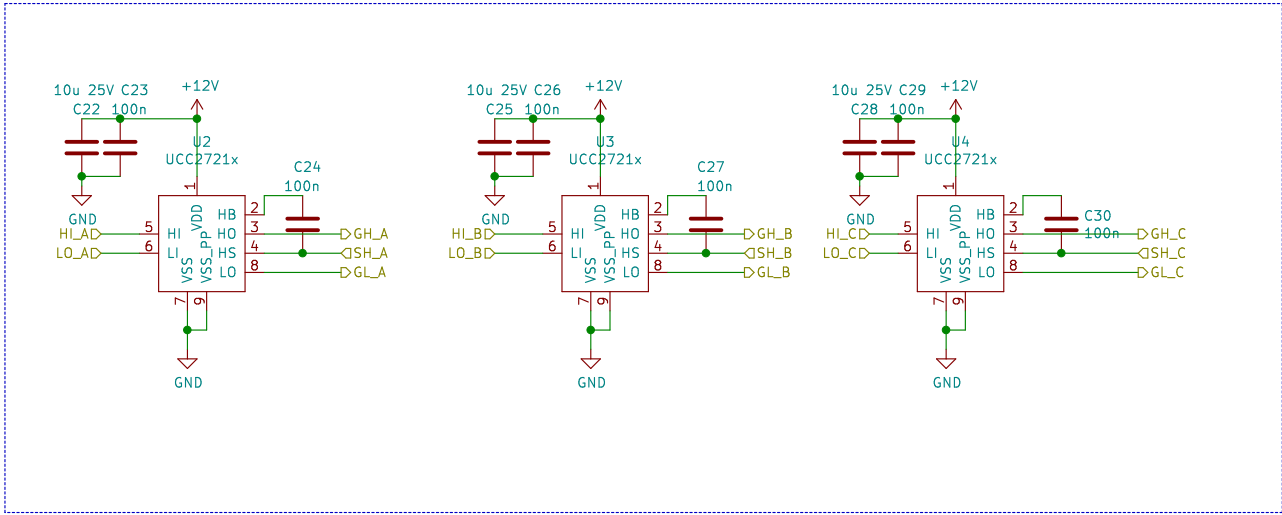 10u 25V C23
C22 100n
+12V
U2
UCC2721x
C24
100n
GND
HI_A
LO_A
5
6
1
2
3
4
8
7
9
HI
LI
VDD
HB
HO
HS
LO
VSS
VSS_PP
GH_A
SH_A
GL_A
GND
10u 25V C26
C25 100n
+12V
U3
UCC2721x
C27
100n
GND
HI_B
LO_B
5
6
1
2
3
4
8
7
9
HI
LI
VDD
HB
HO
HS
LO
VSS
VSS_PP
GH_B
SH_B
GL_B
GND
10u 25V C29
C28 100n
+12V
U4
UCC2721x
C30
100n
GND
HI_C
LO_C
5
6
1
2
3
4
8
7
9
HI
LI
VDD
HB
HO
HS
LO
VSS
VSS_PP
GH_C
SH_C
GL_C
GND